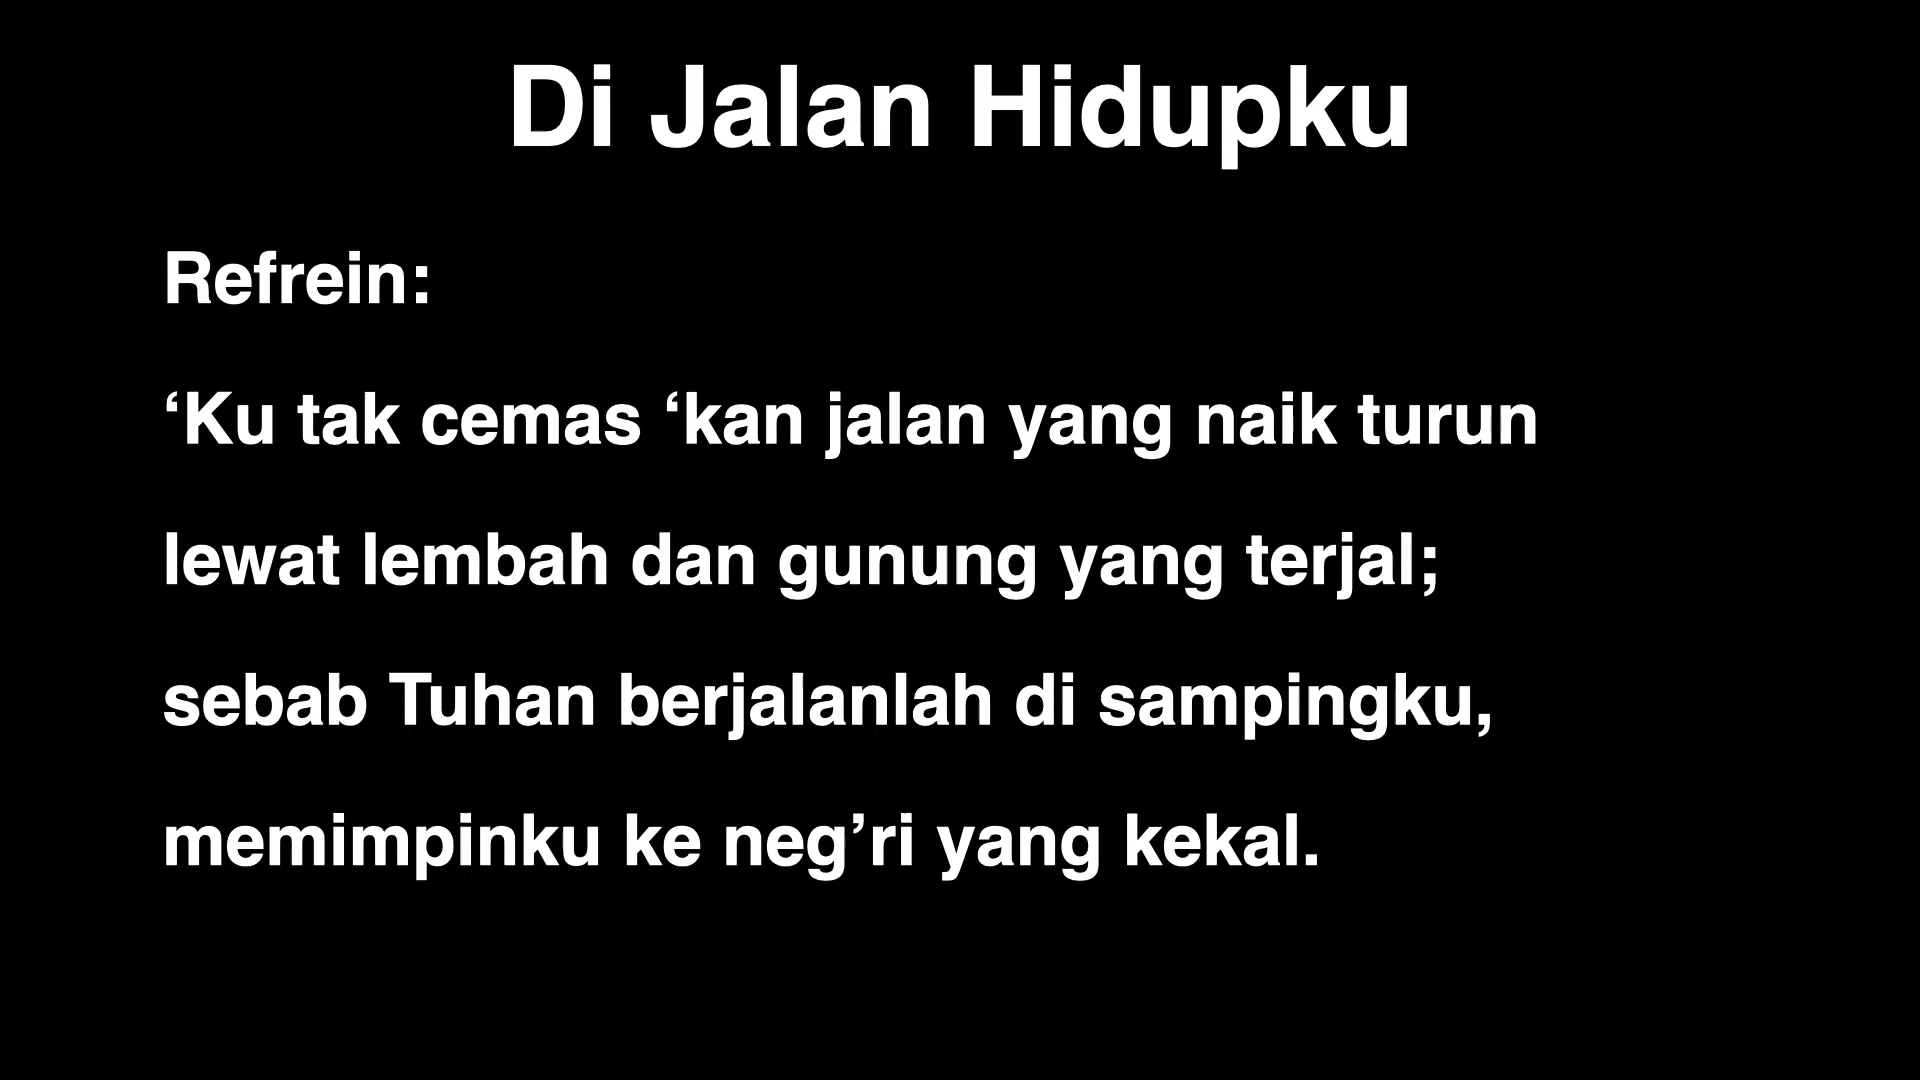 Di Jalan Hidupku
Refrein:
‘Ku tak cemas ‘kan jalan yang naik turun
lewat lembah dan gunung yang terjal;
sebab Tuhan berjalanlah di sampingku,
memimpinku ke neg’ri yang kekal.